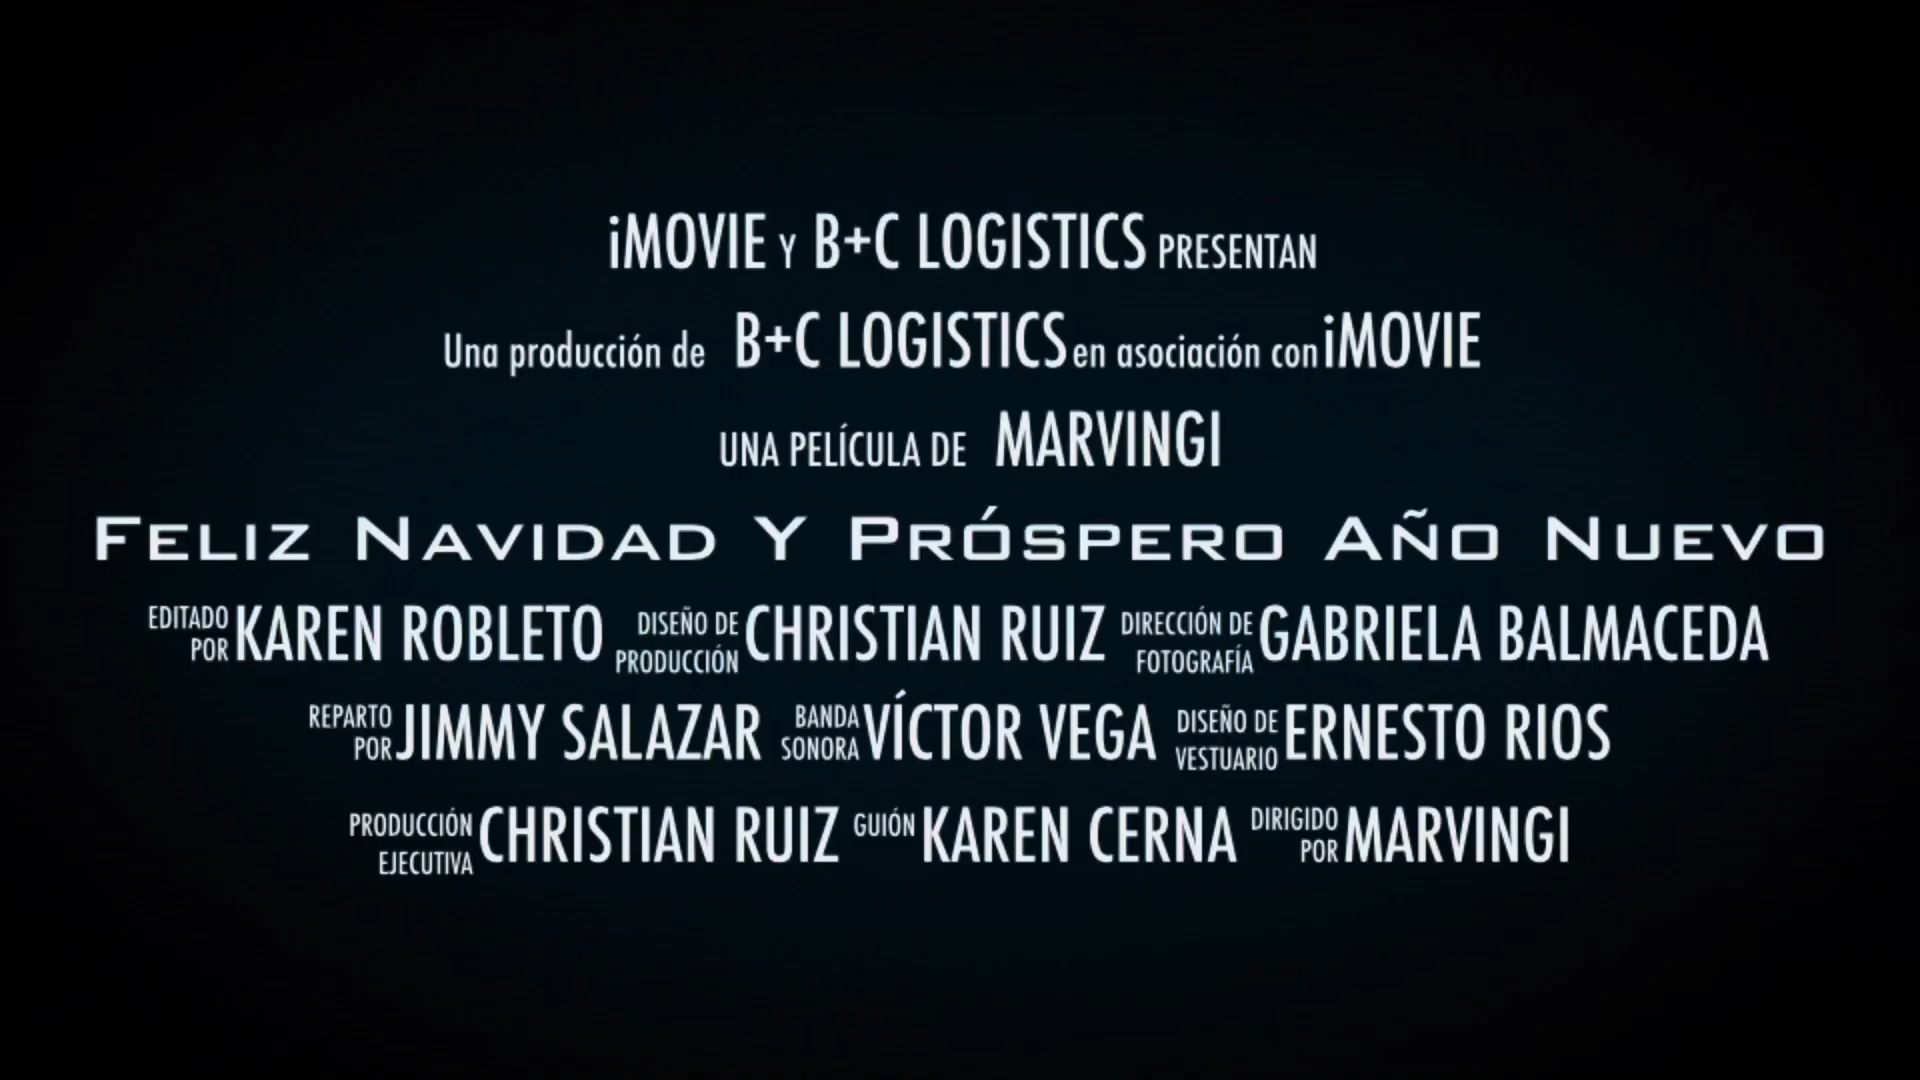 iMOVIE Y B+C LOGISTICS PRESENTAN
Una producción de B+C LOGISTICS en asociación con iMOVIE
UNA PELÍCULA DE MARVINGI
FELIZ NAVIDAD Y PRÓSPERO AÑO NUEVO
EDITADO POR KAREN ROBLETO DISEÑO DE PRODUCCIÓN CHRISTIAN RUIZ DIRECCIÓN DE FOTOGRAFÍA GABRIELA BALMACEDA
REPARTO POR JIMMY SALAZAR BANDA SONORA VÍCTOR VEGA DISEÑO DE VESTUARIO ERNESTO RIOS
PRODUCCIÓN EJECUTIVA CHRISTIAN RUIZ GUIÓN KAREN CERNA DIRIGIDO POR MARVINGI